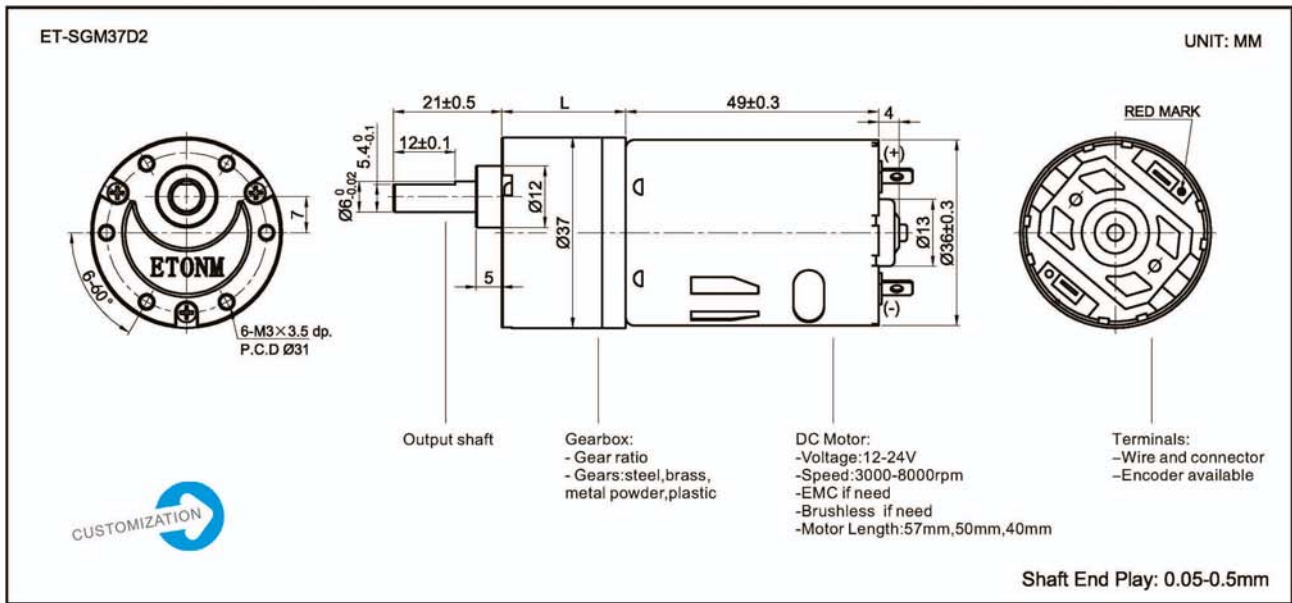 ET-SGM37D2
UNIT: MM
21±0.5
L
49±0.3
4
RED MARK
12±0.1
5.4 0 -0.1
Ø6 0 -0.02
Ø12
Ø37
5
(+)
Ø13
Ø36±0.3
(-)
7
ETONM
6-60°
6-M3×3.5 dp.
P.C.D Ø31
Output shaft
Gearbox:
- Gear ratio
- Gears:steel,brass,
metal powder,plastic
DC Motor:
-Voltage:12-24V
-Speed:3000-8000rpm
-EMC if need
-Brushless if need
-Motor Length:57mm,50mm,40mm
Terminals:
–Wire and connector
–Encoder available
CUSTOMIZATION
Shaft End Play: 0.05-0.5mm